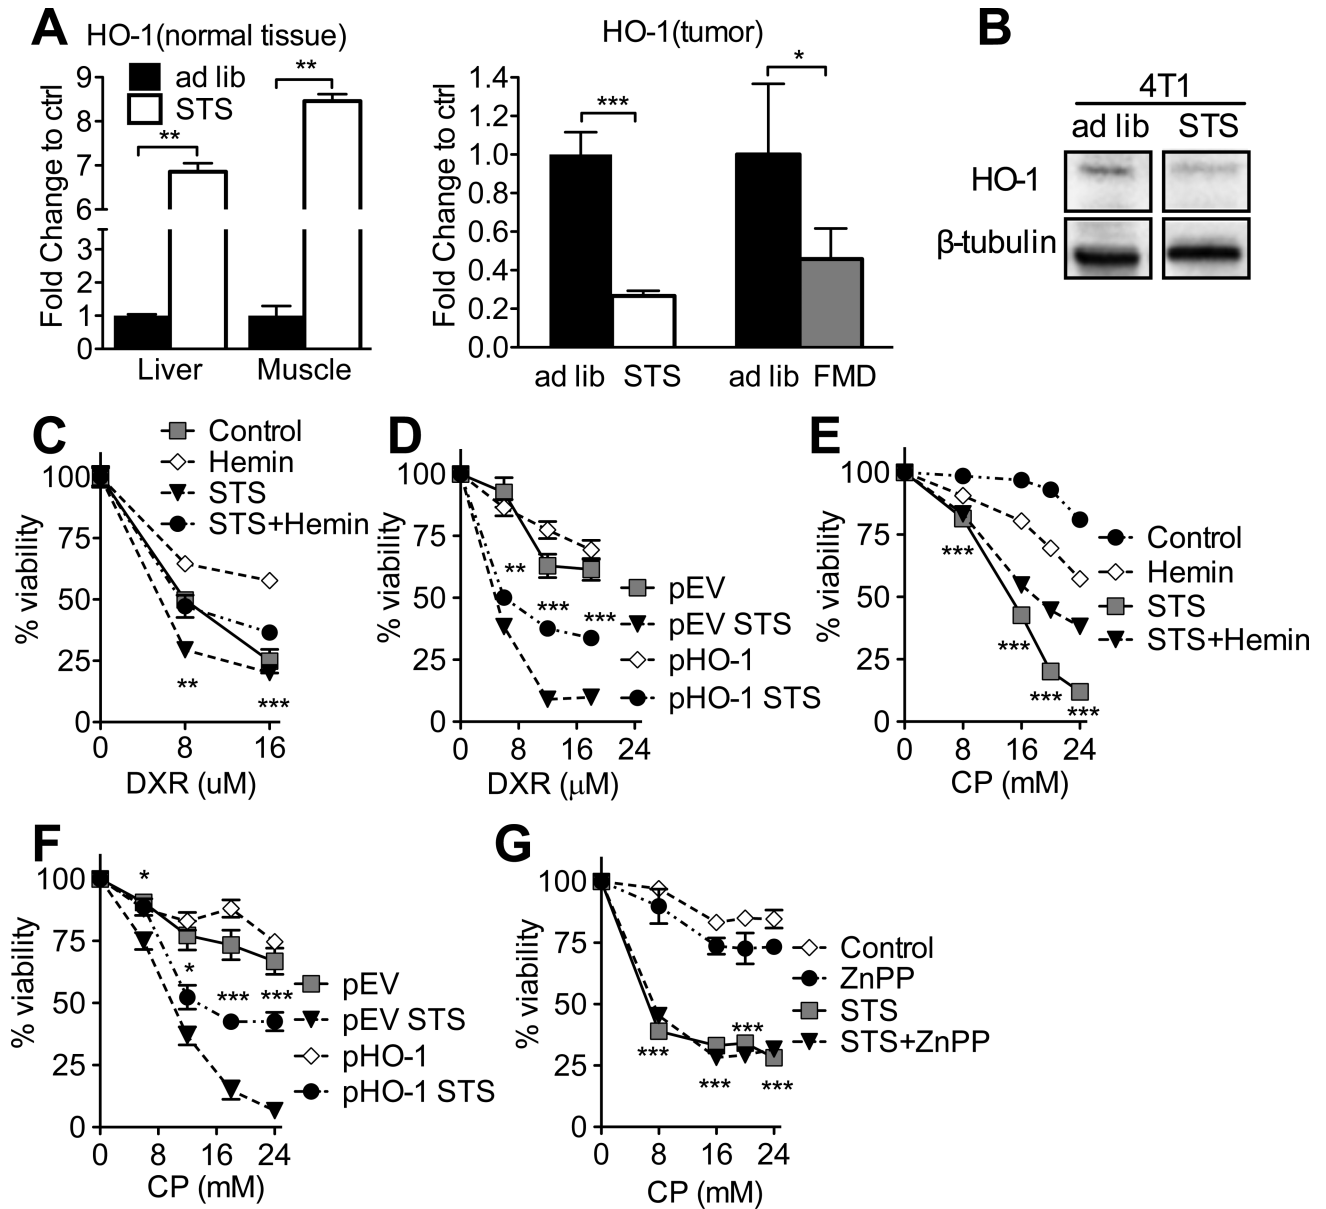 A
HO-1(normal tissue)
Fold Change to ctrl
9
8
7
6
3
2
1
0
ad lib
STS
**
**
Liver
Muscle
HO-1(tumor)
Fold Change to ctrl
1.4
1.2
1.0
0.8
0.6
0.4
0.2
0.0
***
*
ad lib
STS
ad lib
FMD
B
4T1
ad lib
STS
HO-1
β-tubulin
C
Control
Hemin
STS
STS+Hemin
% viability
100
75
50
25
0
**
***
0
8
16
DXR (uM)
D
% viability
100
75
50
25
0
**
***
***
pEV
pEV STS
pHO-1
pHO-1 STS
0
8
16
24
DXR (μM)
E
% viability
100
75
50
25
0
***
***
***
***
Control
Hemin
STS
STS+Hemin
0
8
16
24
CP (mM)
F
% viability
100
75
50
25
0
*
*
***
***
pEV
pEV STS
pHO-1
pHO-1 STS
0
8
16
24
CP (mM)
G
% viability
100
75
50
25
0
***
***
***
***
Control
ZnPP
STS
STS+ZnPP
0
8
16
24
CP (mM)